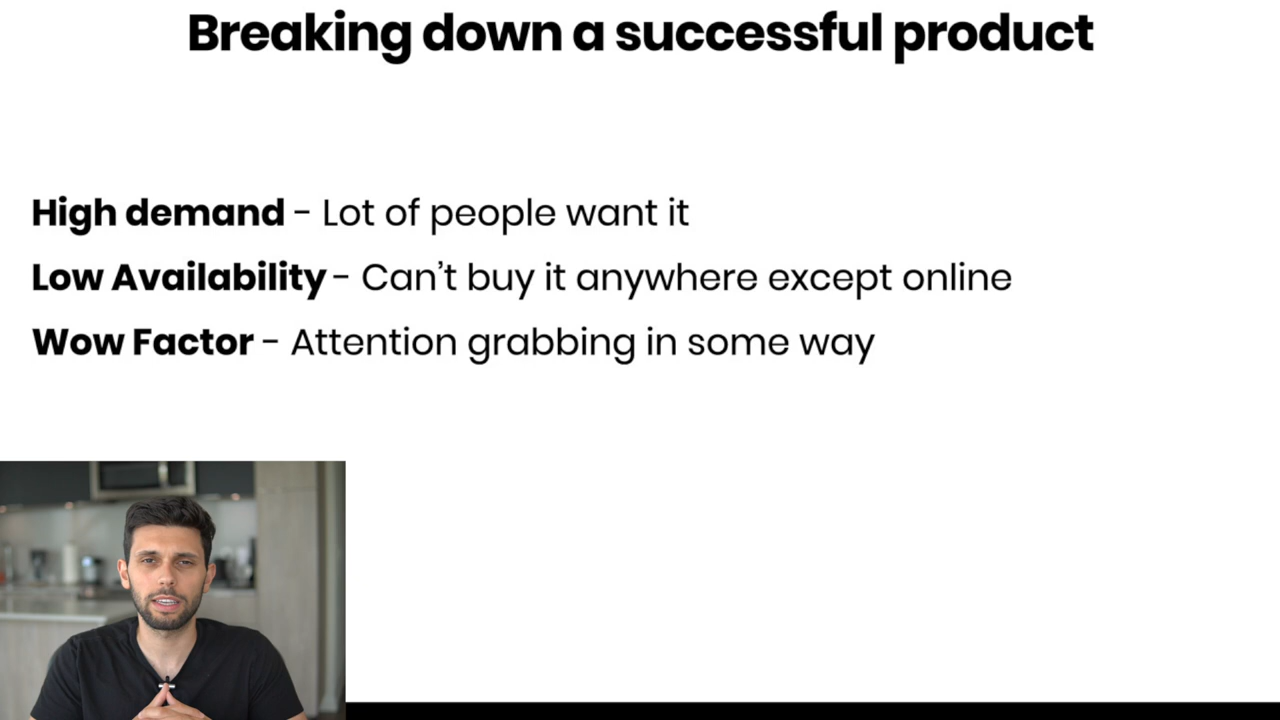 Breaking down a successful product
High demand - Lot of people want it
Low Availability - Can’t buy it anywhere except online
Wow Factor - Attention grabbing in some way